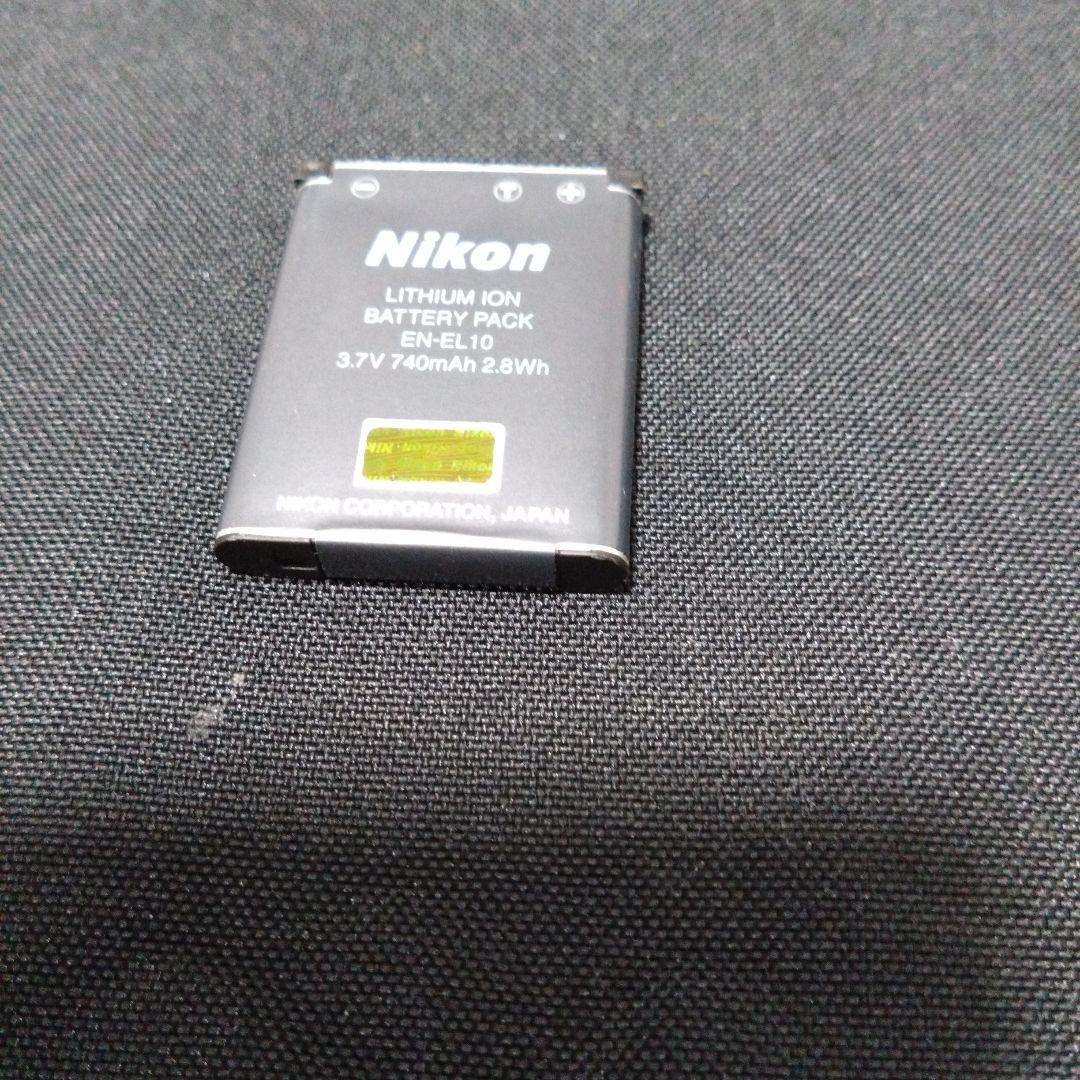 Nikon
LITHIUM ION
BATTERY PACK
EN-EL10
3.7V 740mAh 2.8Wh
NIKON CORPORATION, JAPAN